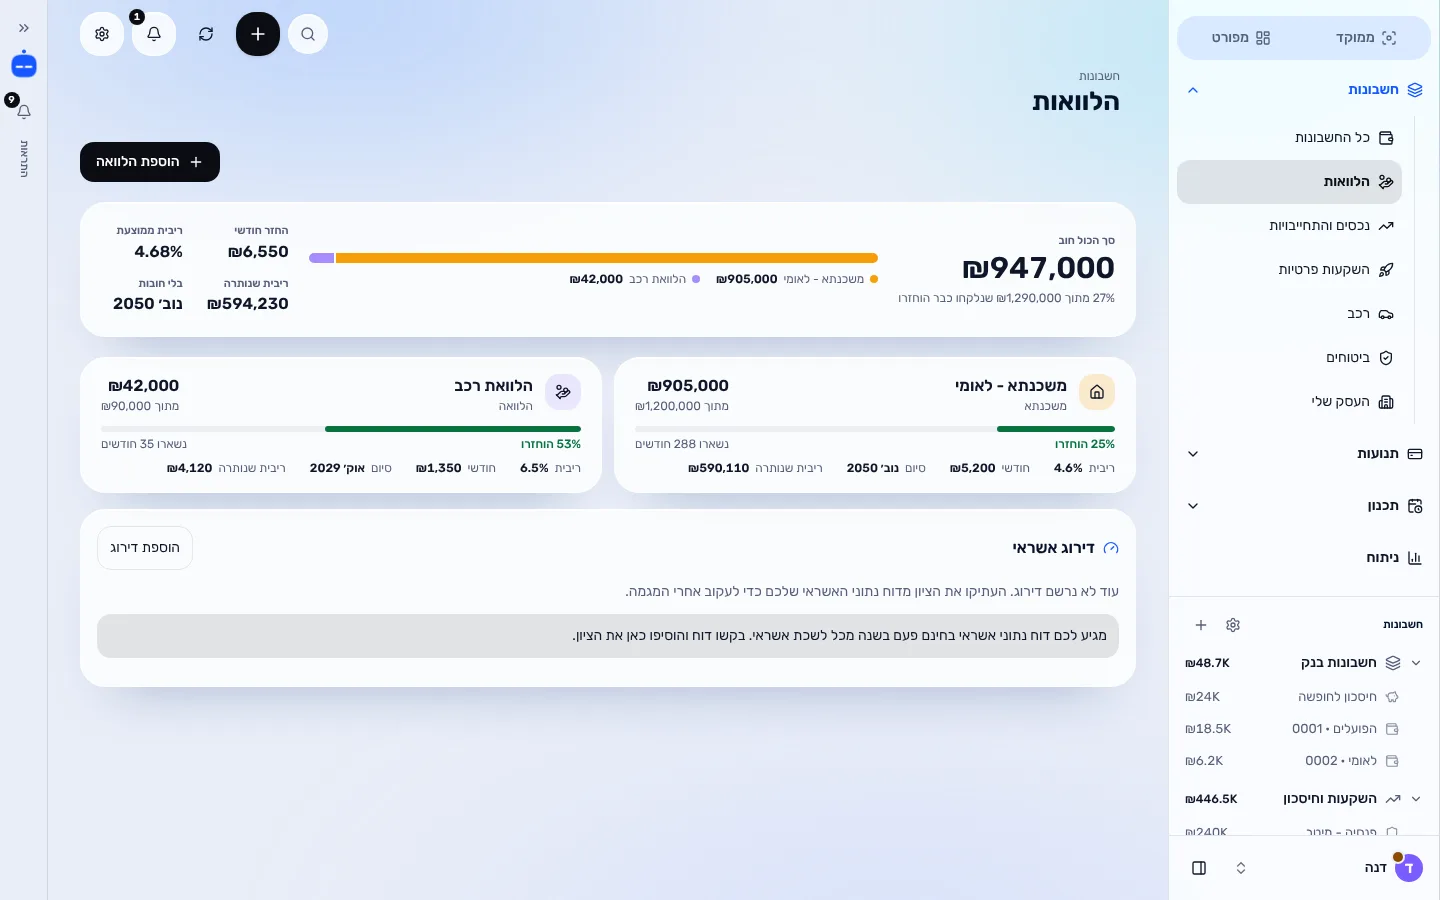 ממוקד
מפורט
חשבונות
כל החשבונות
הלוואות
נכסים והתחייבויות
השקעות פרטיות
רכב
ביטוחים
העסק שלי
תנועות
תכנון
ניתוח
חשבונות
חשבונות בנק ₪48.7K
חיסכון לחופשה ₪24K
הפועלים • 0001 ₪18.5K
לאומי • 0002 ₪6.2K
השקעות וחיסכון ₪446.5K
פנסיה - מיטב ₪240K
ד דנה
1
חשבונות
הלוואות
הוספת הלוואה
סך הכול חוב
₪947,000
27% מתוך ₪1,290,000 שנלקחו כבר הוחזרו
משכנתא - לאומי ₪905,000 הלוואת רכב ₪42,000
החזר חודשי
₪6,550
ריבית ממוצעת
4.68%
ריבית שנותרה
₪594,230
בלי חובות
נוב׳ 2050
משכנתא - לאומי ₪905,000
משכנתא מתוך ₪1,200,000
25% הוחזרו נשארו 288 חודשים
ריבית 4.6% חודשי ₪5,200 סיום נוב׳ 2050 ריבית שנותרה ₪590,110
הלוואת רכב ₪42,000
הלוואה מתוך ₪90,000
53% הוחזרו נשארו 35 חודשים
ריבית 6.5% חודשי ₪1,350 סיום אוק׳ 2029 ריבית שנותרה ₪4,120
דירוג אשראי
הוספת דירוג
עוד לא נרשם דירוג. העתיקו את הציון מדוח נתוני האשראי שלכם כדי לעקוב אחרי המגמה.
מגיע לכם דוח נתוני אשראי בחינם פעם בשנה מכל לשכת אשראי. בקשו דוח והוסיפו כאן את הציון.
9
התראות